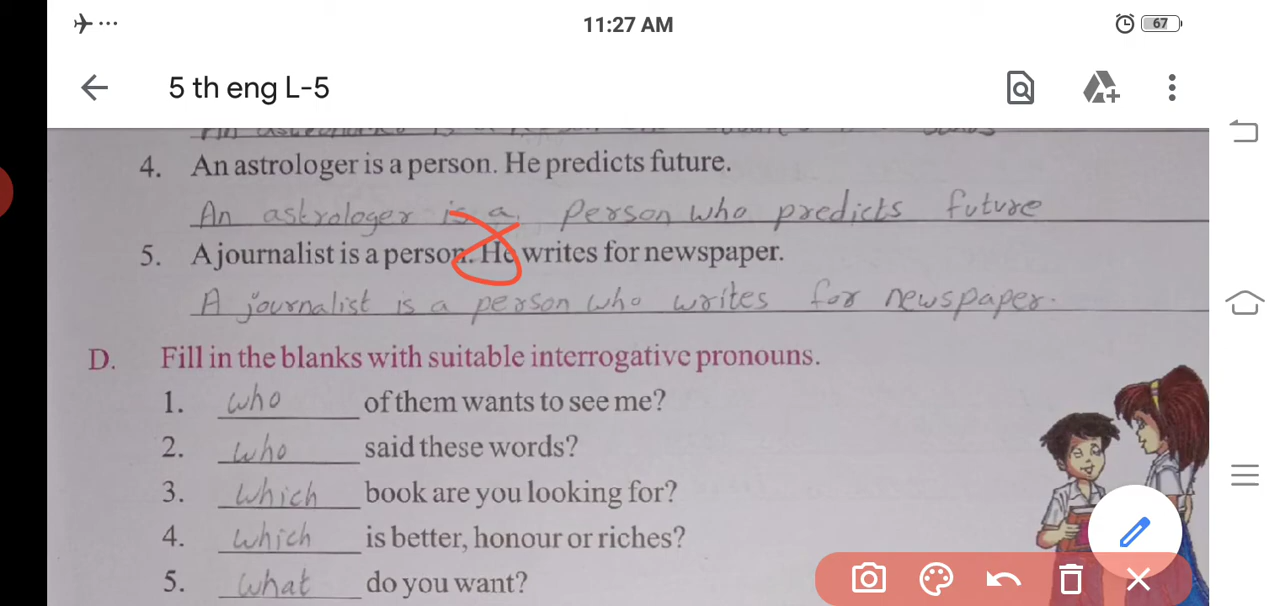 11:27 AM
67
5 th eng L-5
4. An astrologer is a person. He predicts future.
An astrologer is a person who predicts future
5. A journalist is a person. He writes for newspaper.
A journalist is a person who writes for newspaper.
D. Fill in the blanks with suitable interrogative pronouns.
1. who of them wants to see me?
2. who said these words?
3. which book are you looking for?
4. which is better, honour or riches?
5. what do you want?